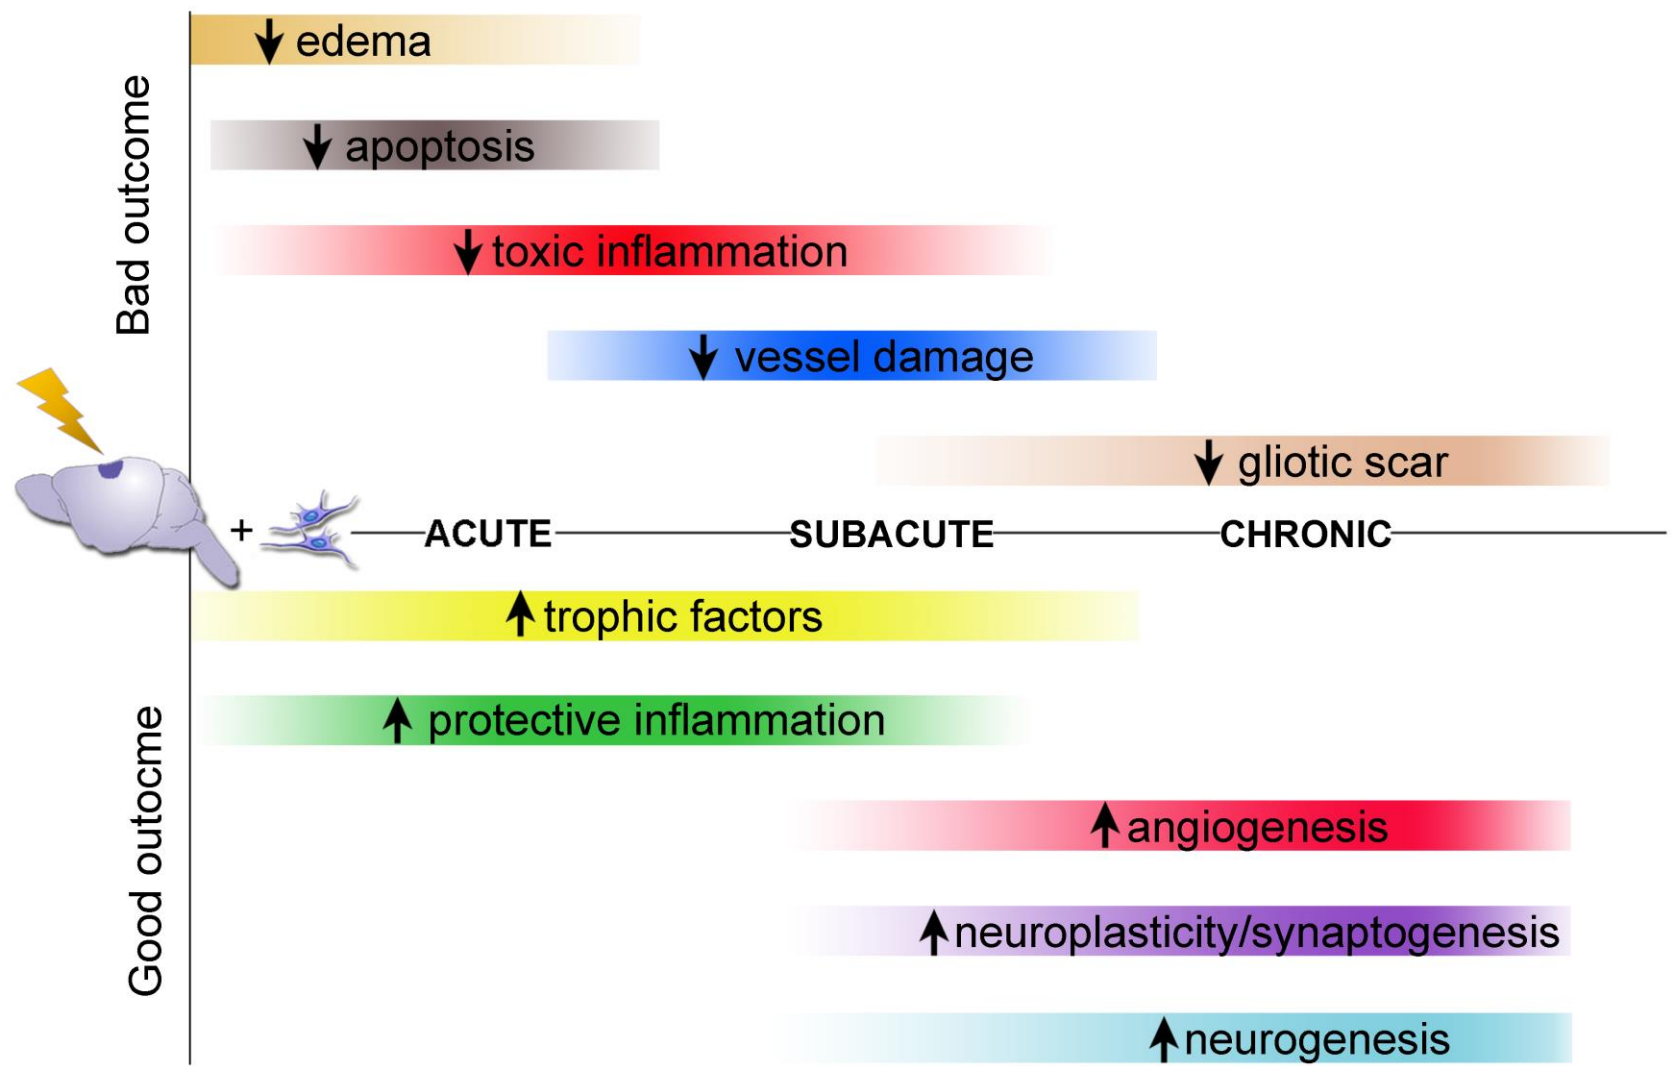 Bad outcome
↓ edema
↓ apoptosis
↓ toxic inflammation
↓ vessel damage
↓ gliotic scar
+
ACUTE SUBACUTE CHRONIC
Good outocme
↑ trophic factors
↑ protective inflammation
↑ angiogenesis
↑ neuroplasticity/synaptogenesis
↑ neurogenesis